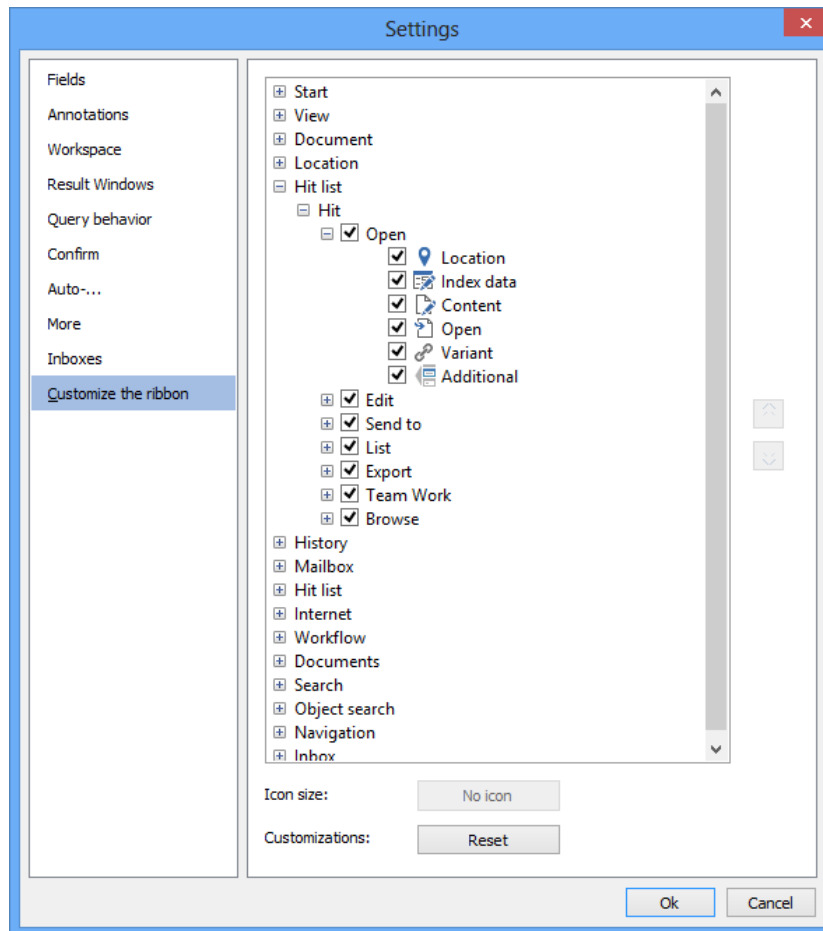 Settings
Fields
Annotations
Workspace
Result Windows
Query behavior
Confirm
Auto-...
More
Inboxes
Customize the ribbon
Start
View
Document
Location
Hit list
Hit
Open
Location
Index data
Content
Open
Variant
Additional
Edit
Send to
List
Export
Team Work
Browse
History
Mailbox
Hit list
Internet
Workflow
Documents
Search
Object search
Navigation
Inbox
Icon size: No icon
Customizations: Reset
Ok Cancel